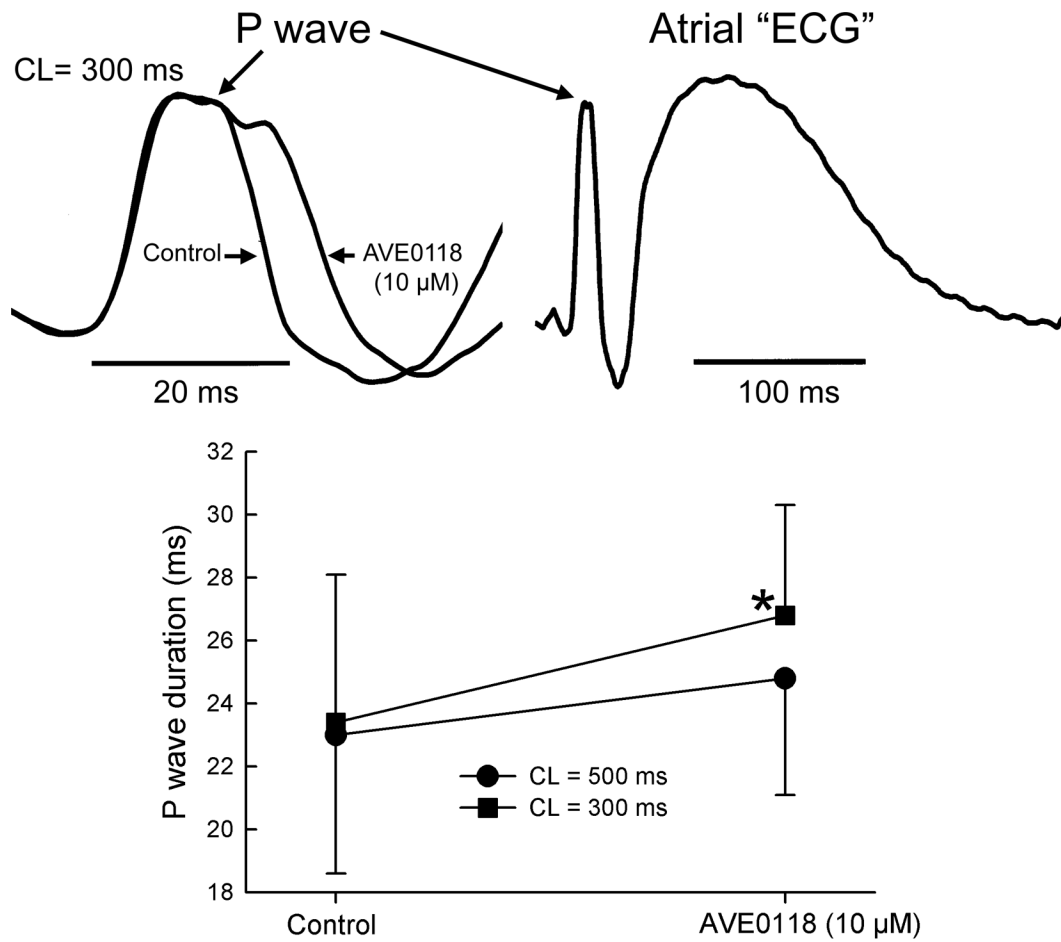 P wave
Atrial “ECG”
CL= 300 ms
Control
AVE0118
(10 µM)
20 ms
100 ms
P wave duration (ms)
32
30
28
26
24
22
20
18
*
CL = 500 ms
CL = 300 ms
Control
AVE0118 (10 µM)